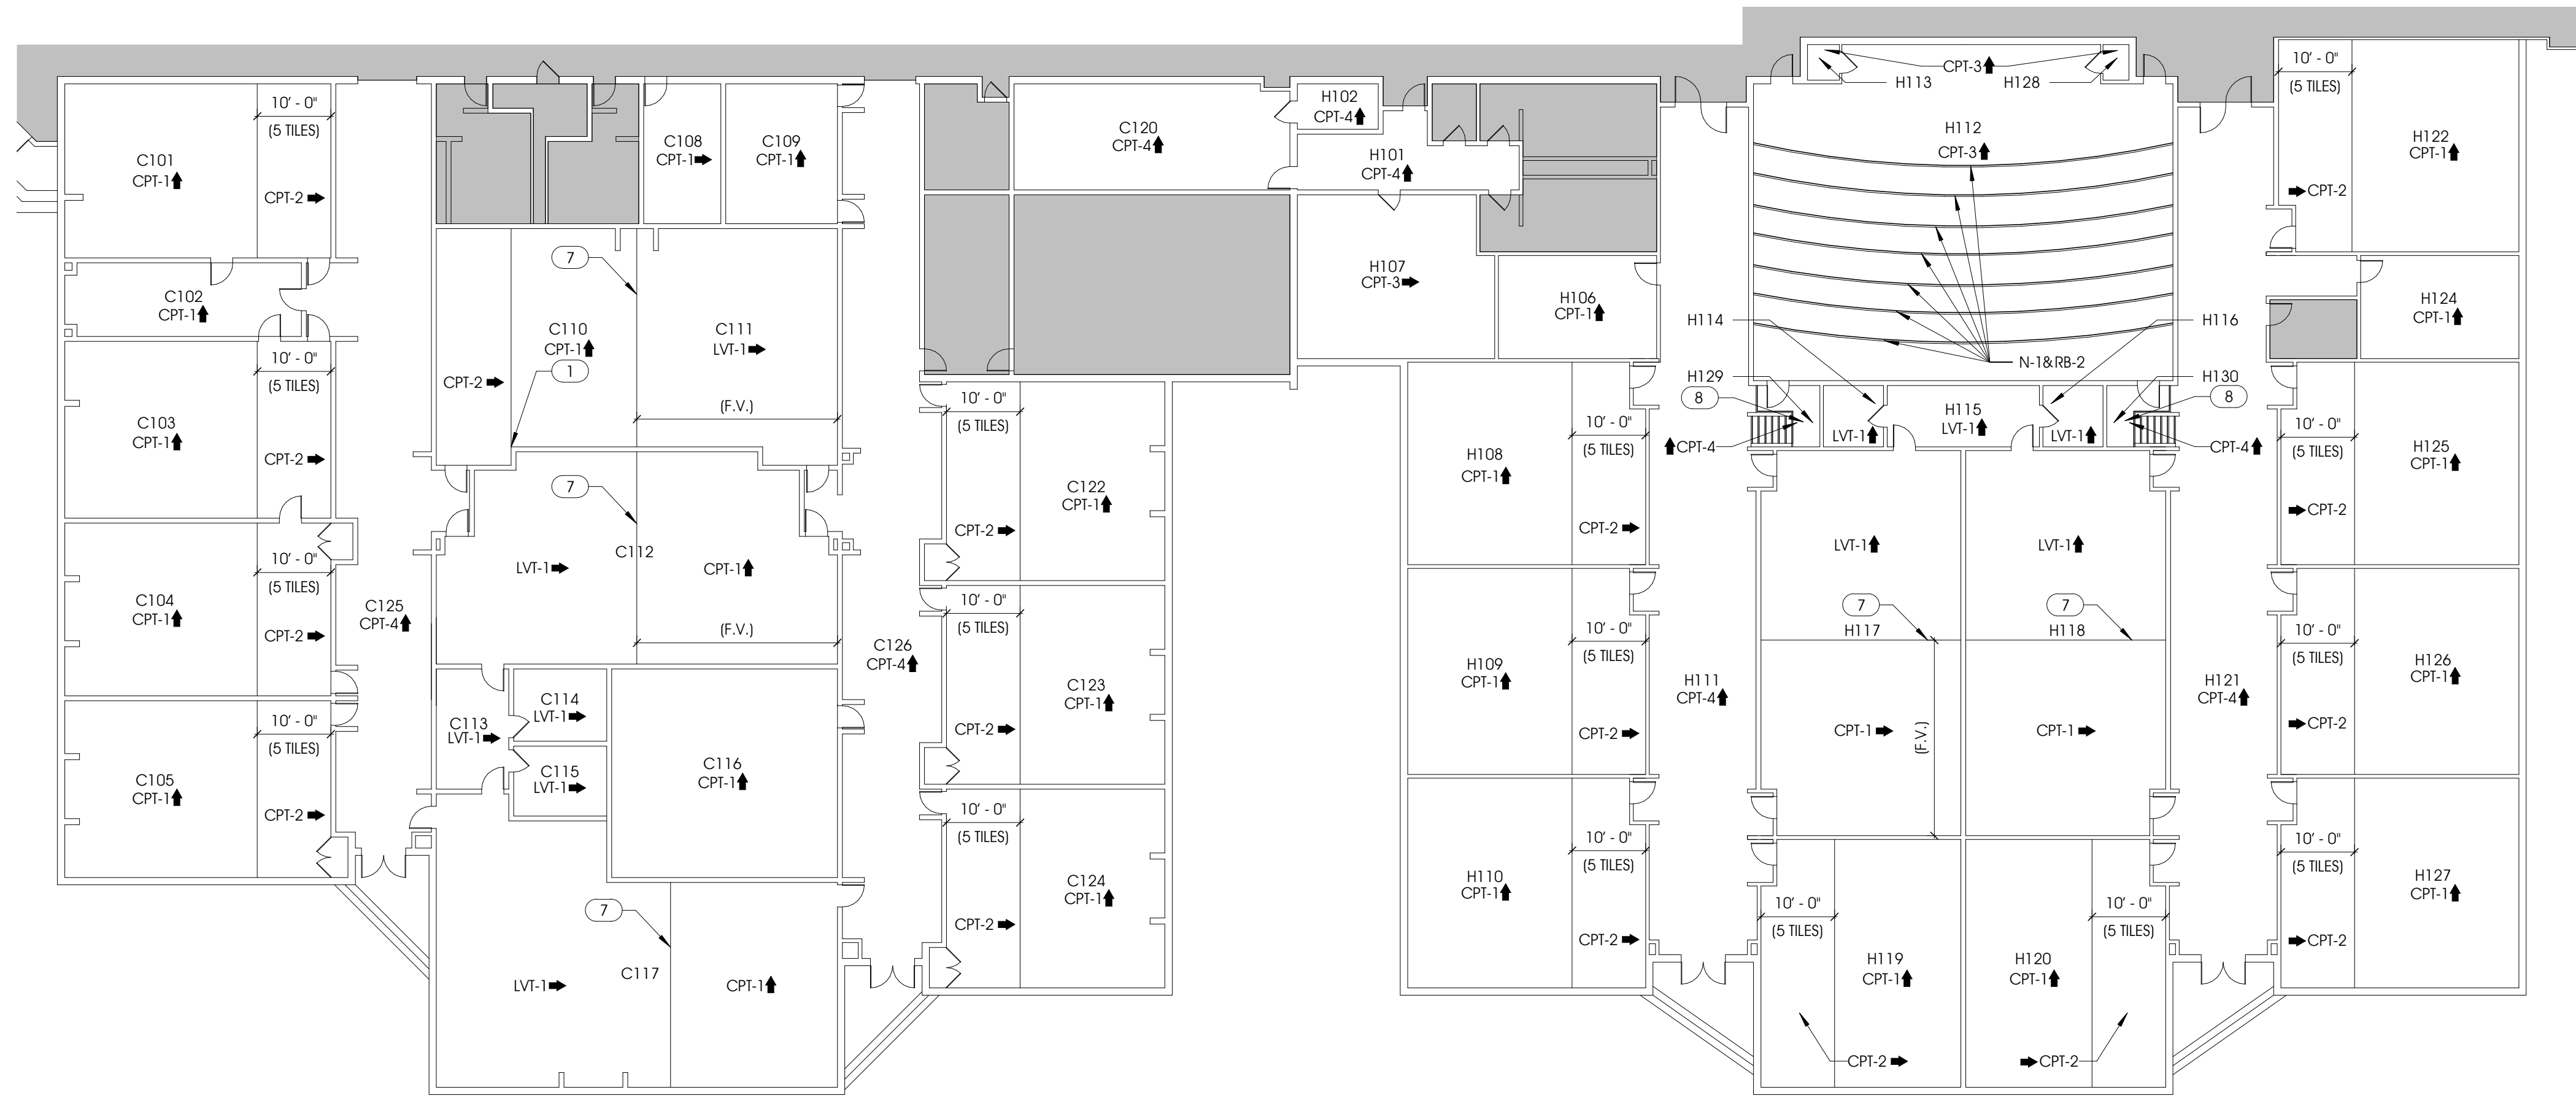 C101
CPT-1
10' - 0"
(5 TILES)
CPT-2
C102
CPT-1
C103
CPT-1
10' - 0"
(5 TILES)
CPT-2
C104
CPT-1
10' - 0"
(5 TILES)
CPT-2
C105
CPT-1
10' - 0"
(5 TILES)
CPT-2
C125
CPT-4
C108
CPT-1
C109
CPT-1
7
C110
CPT-1
CPT-2
1
C111
LVT-1
(F.V.)
7
C112
LVT-1
CPT-1
(F.V.)
C113
LVT-1
C114
LVT-1
C115
LVT-1
C116
CPT-1
7
C117
LVT-1
CPT-1
C126
CPT-4
C120
CPT-4
10' - 0"
(5 TILES)
CPT-2
C122
CPT-1
10' - 0"
(5 TILES)
CPT-2
C123
CPT-1
10' - 0"
(5 TILES)
CPT-2
C124
CPT-1
H102
CPT-4
H101
CPT-4
H107
CPT-3
H106
CPT-1
H108
CPT-1
10' - 0"
(5 TILES)
CPT-2
H109
CPT-1
10' - 0"
(5 TILES)
CPT-2
H110
CPT-1
10' - 0"
(5 TILES)
CPT-2
H111
CPT-4
CPT-3
H113
H128
H112
CPT-3
N-1&RB-2
H114
H116
H129
8
H130
8
CPT-4
LVT-1
H115
LVT-1
LVT-1
CPT-4
LVT-1
LVT-1
7
H117
7
H118
CPT-1
(F.V.)
CPT-1
10' - 0"
(5 TILES)
H119
CPT-1
CPT-2
10' - 0"
(5 TILES)
H120
CPT-1
CPT-2
H121
CPT-4
10' - 0"
(5 TILES)
H122
CPT-1
CPT-2
H124
CPT-1
10' - 0"
(5 TILES)
H125
CPT-1
CPT-2
10' - 0"
(5 TILES)
H126
CPT-1
CPT-2
10' - 0"
(5 TILES)
H127
CPT-1
CPT-2